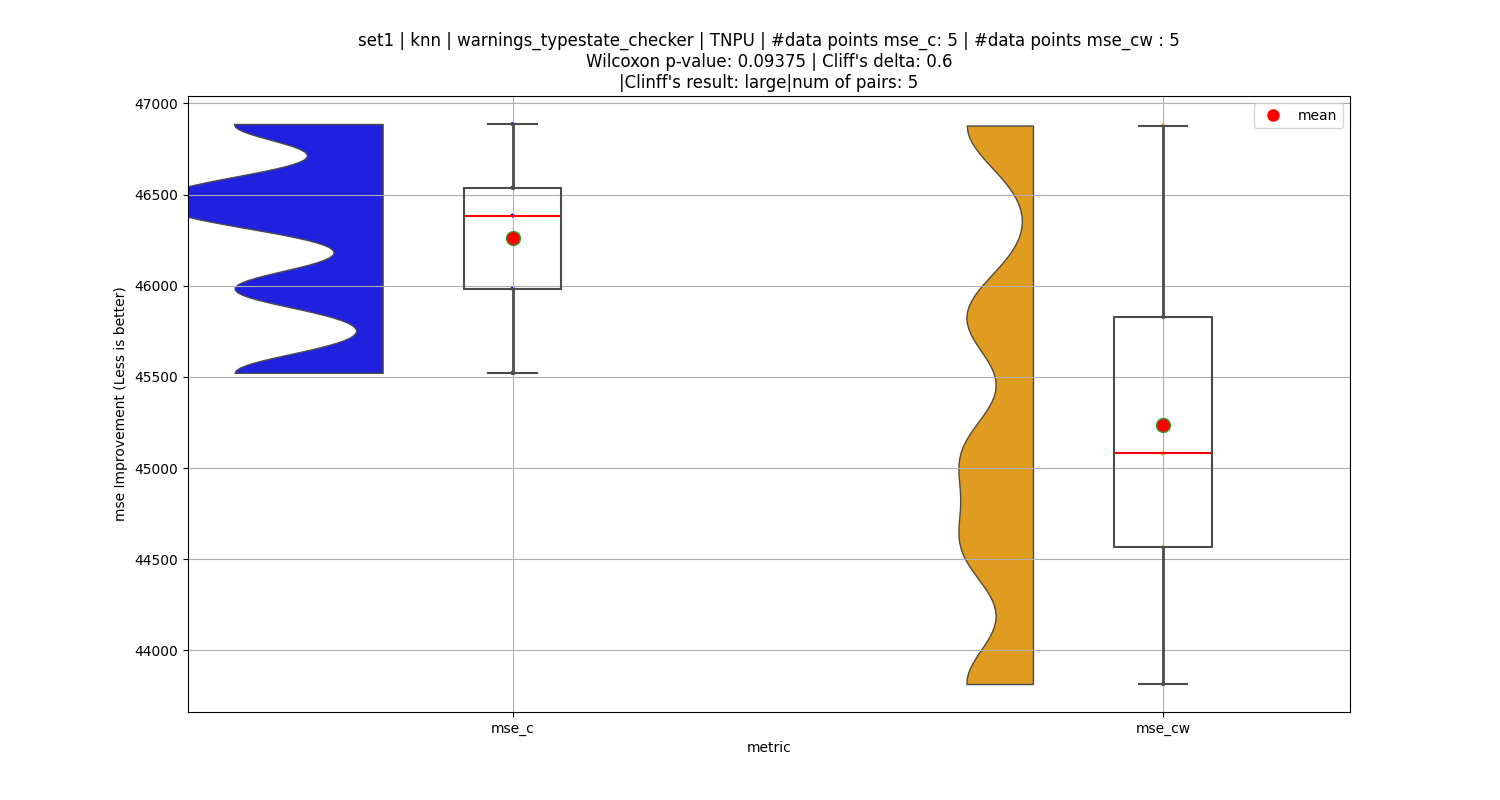 set1 | knn | warnings_typestate_checker | TNPU | #data points mse_c: 5 | #data points mse_cw : 5
Wilcoxon p-value: 0.09375 | Cliff's delta: 0.6
|Clinff's result: large|num of pairs: 5
mean
47000
46500
46000
45500
45000
44500
44000
mse Improvement (Less is better)
mse_c
mse_cw
metric